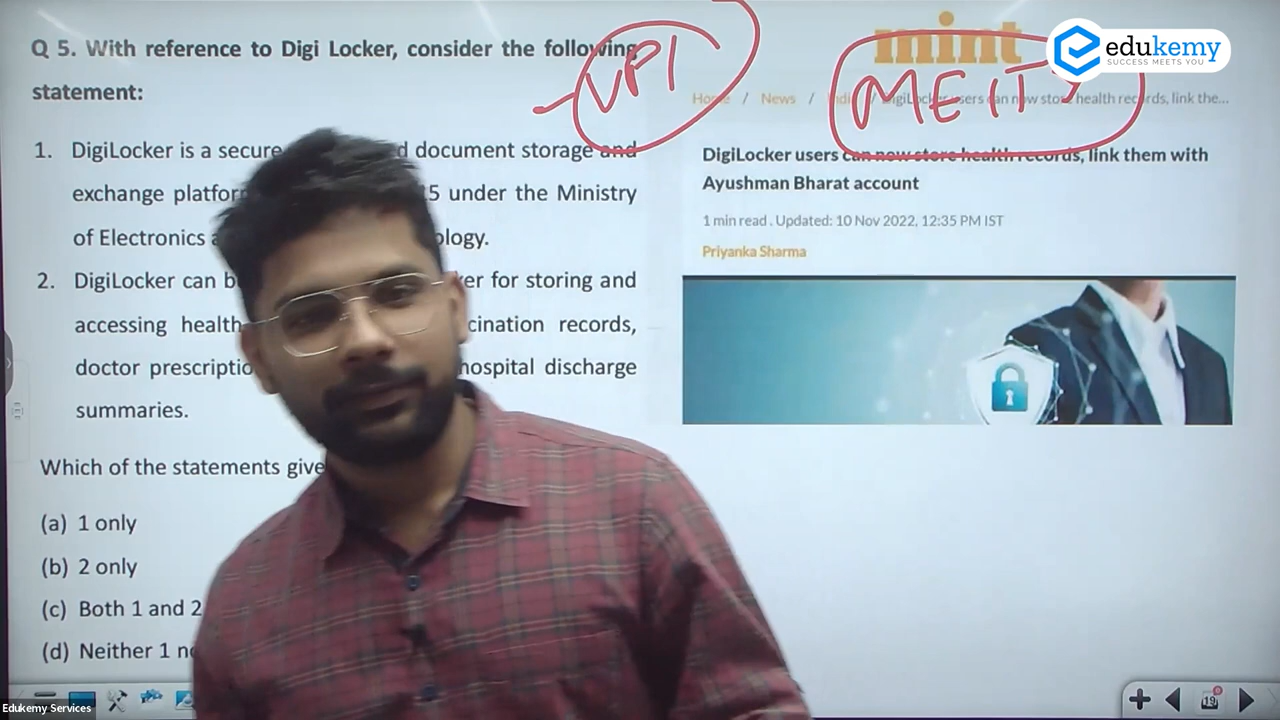 Q 5. With reference to Digi Locker, consider the following
statement:
1. DigiLocker is a secure d document storage and
exchange platfor 5 under the Ministry
of Electronics a ology.
2. DigiLocker can b er for storing and
accessing health cination records,
doctor prescriptio hospital discharge
summaries.
Which of the statements give
(a) 1 only
(b) 2 only
(c) Both 1 and 2
(d) Neither 1 no
UPI
mint
MEITY
edukemy
SUCCESS MEETS YOU
Home / News / India / DigiLocker users can now store health records, link the...
DigiLocker users can now store health records, link them with
Ayushman Bharat account
1 min read . Updated: 10 Nov 2022, 12:35 PM IST
Priyanka Sharma
19
Edukemy Services